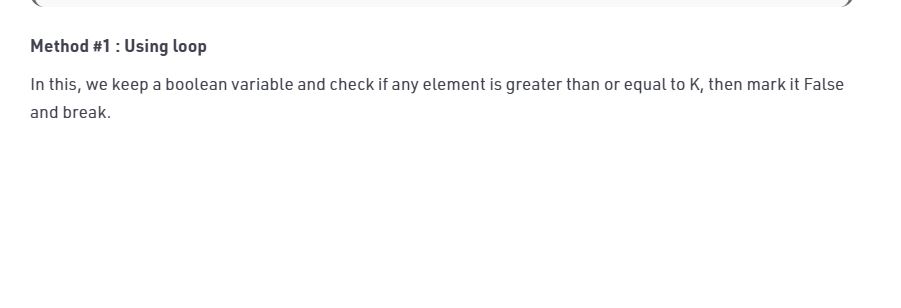 Method #1 : Using loop
In this, we keep a boolean variable and check if any element is greater than or equal to K, then mark it False
and break.